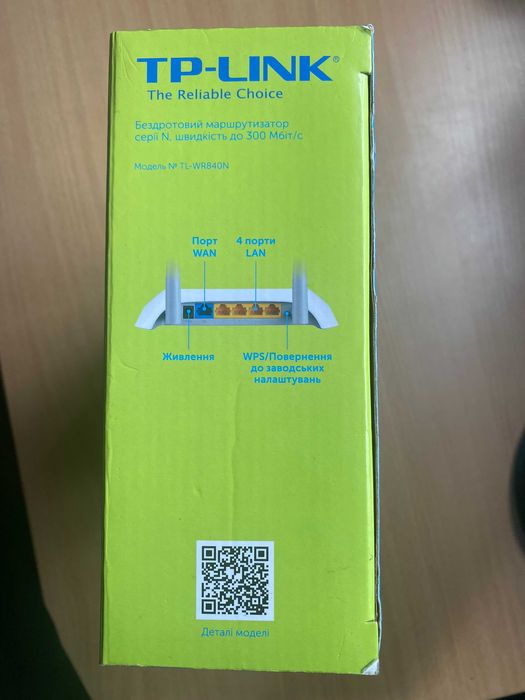 TP-LINK®
The Reliable Choice
Бездротовий маршрутизатор
серії N, швидкість до 300 Мбіт/с
Модель № TL-WR840N
Порт
WAN
4 порти
LAN
Живлення
WPS/Повернення
до заводських
налаштувань
Деталі моделі